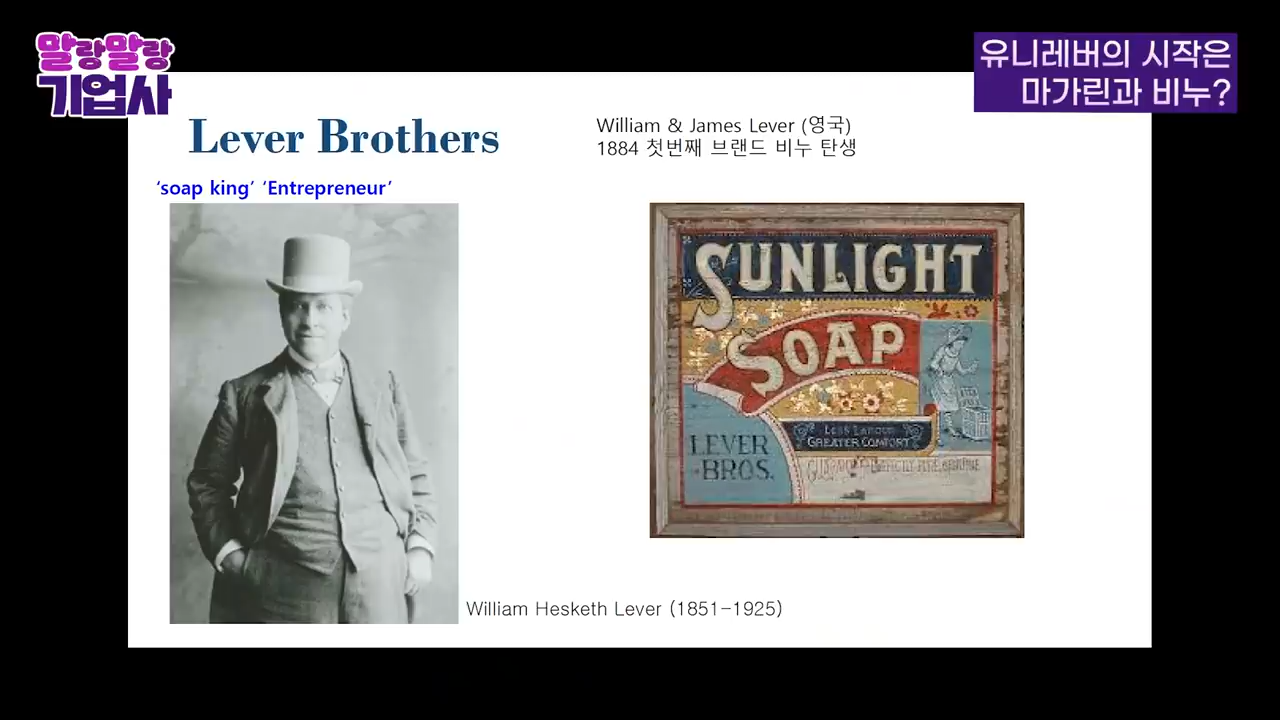 말랑말랑
기업사
유니레버의 시작은
마가린과 비누?
Lever Brothers
William & James Lever (영국)
1884 첫번째 브랜드 비누 탄생
‘soap king’ ‘Entrepreneur’
SUNLIGHT
SOAP
LESS LABOUR
GREATER COMFORT
LEVER
BROS.
William Hesketh Lever (1851-1925)